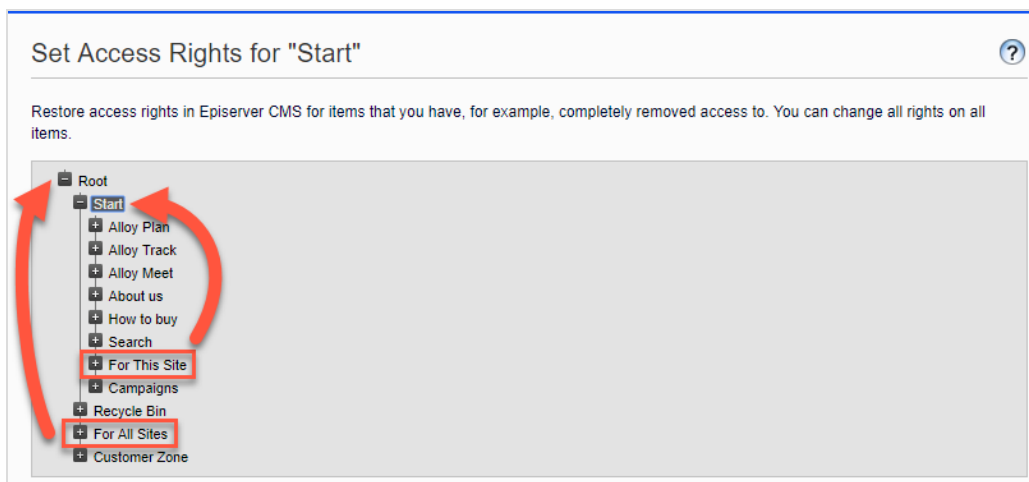 Set Access Rights for "Start"
?
Restore access rights in Episerver CMS for items that you have, for example, completely removed access to. You can change all rights on all
items.
Root
Start
Alloy Plan
Alloy Track
Alloy Meet
About us
How to buy
Search
For This Site
Campaigns
Recycle Bin
For All Sites
Customer Zone